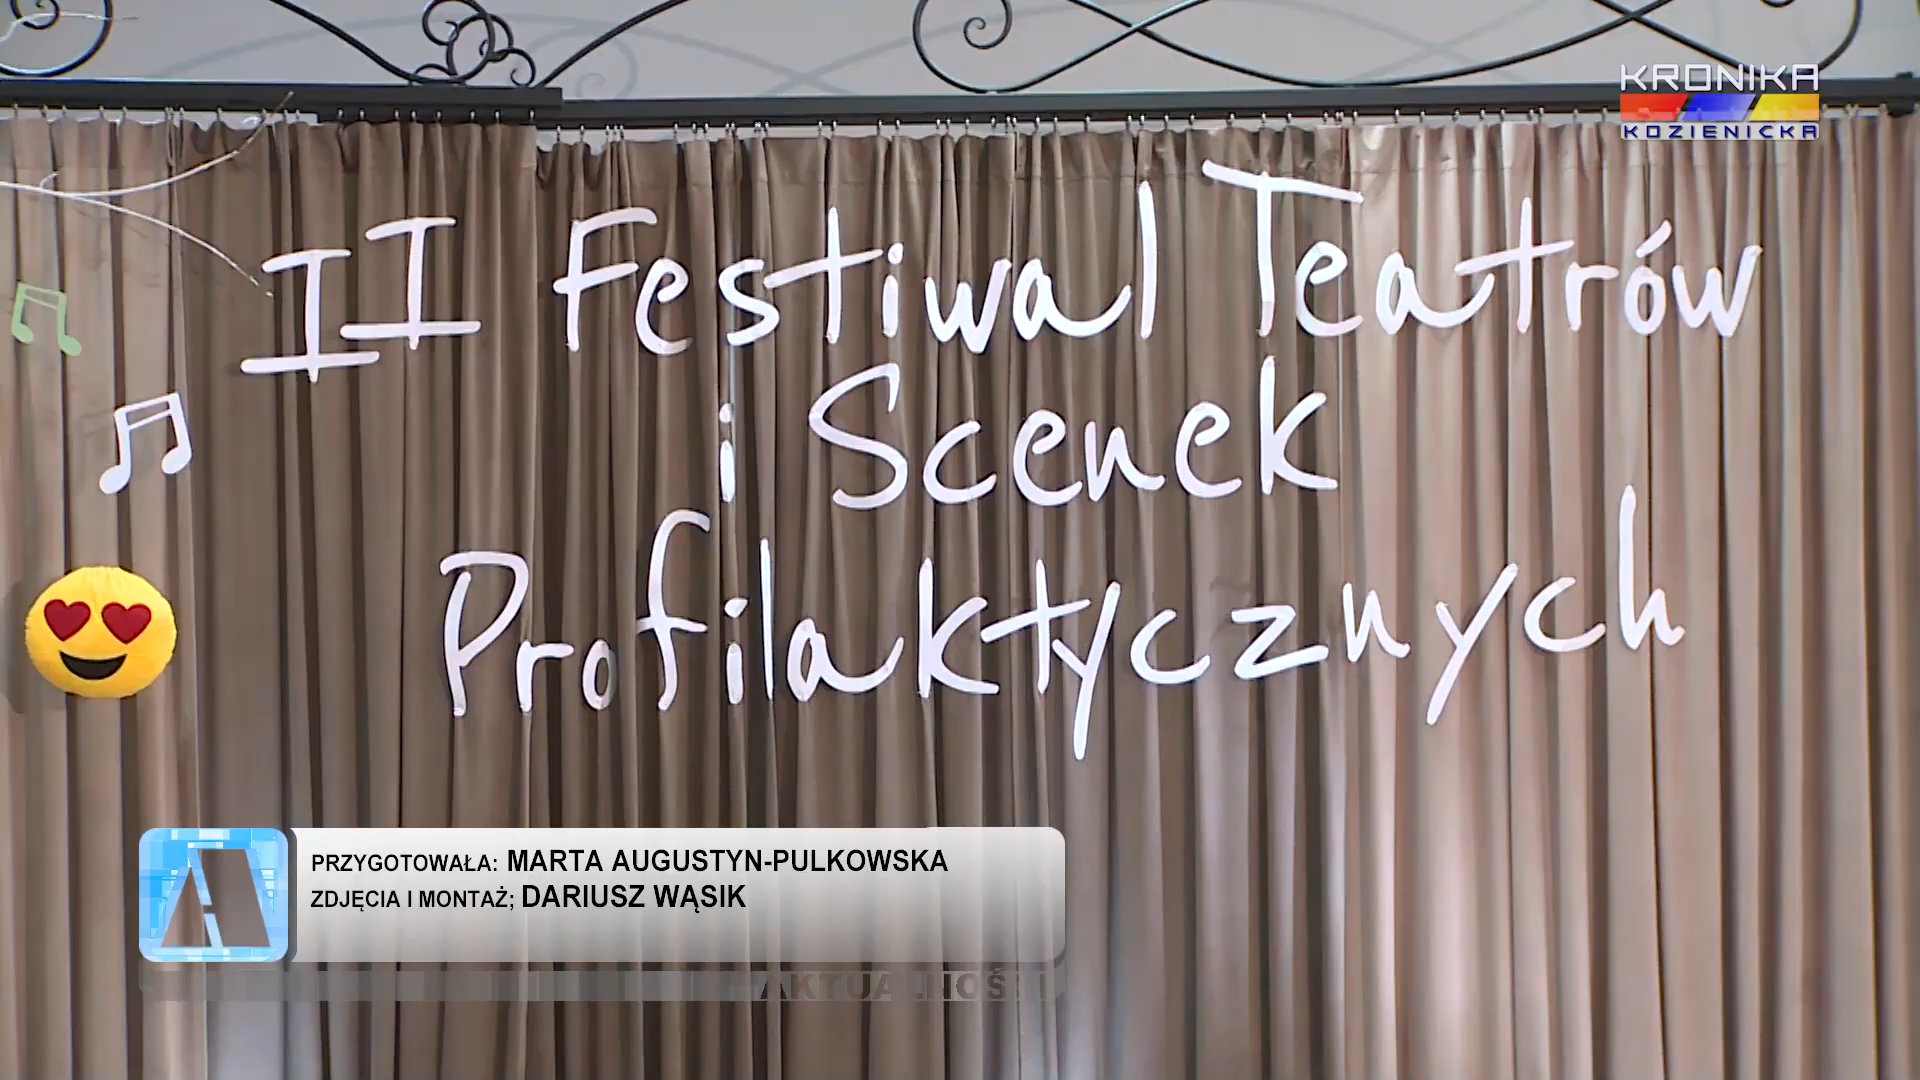 KRONIKA
KOZIENICKA
II Festiwal Teatrów
i Scenek
Profilaktycznych
PRZYGOTOWAŁA: MARTA AUGUSTYN-PULKOWSKA
ZDJĘCIA I MONTAŻ; DARIUSZ WĄSIK